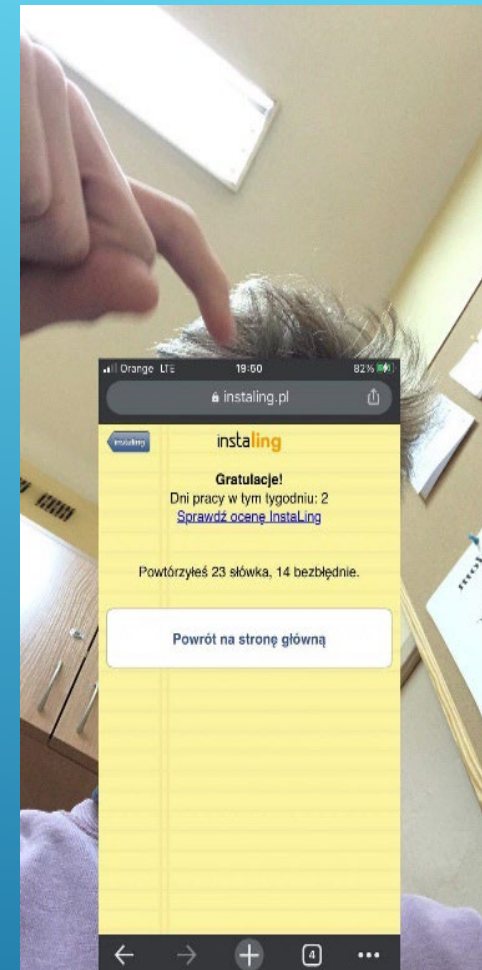 Orange LTE 19:50 82%
instaling.pl
instaling
instaling
Gratulacje!
Dni pracy w tym tygodniu: 2
Sprawdź ocenę InstaLing
Powtórzyłeś 23 słówka, 14 bezbłędnie.
Powrót na stronę główną
4